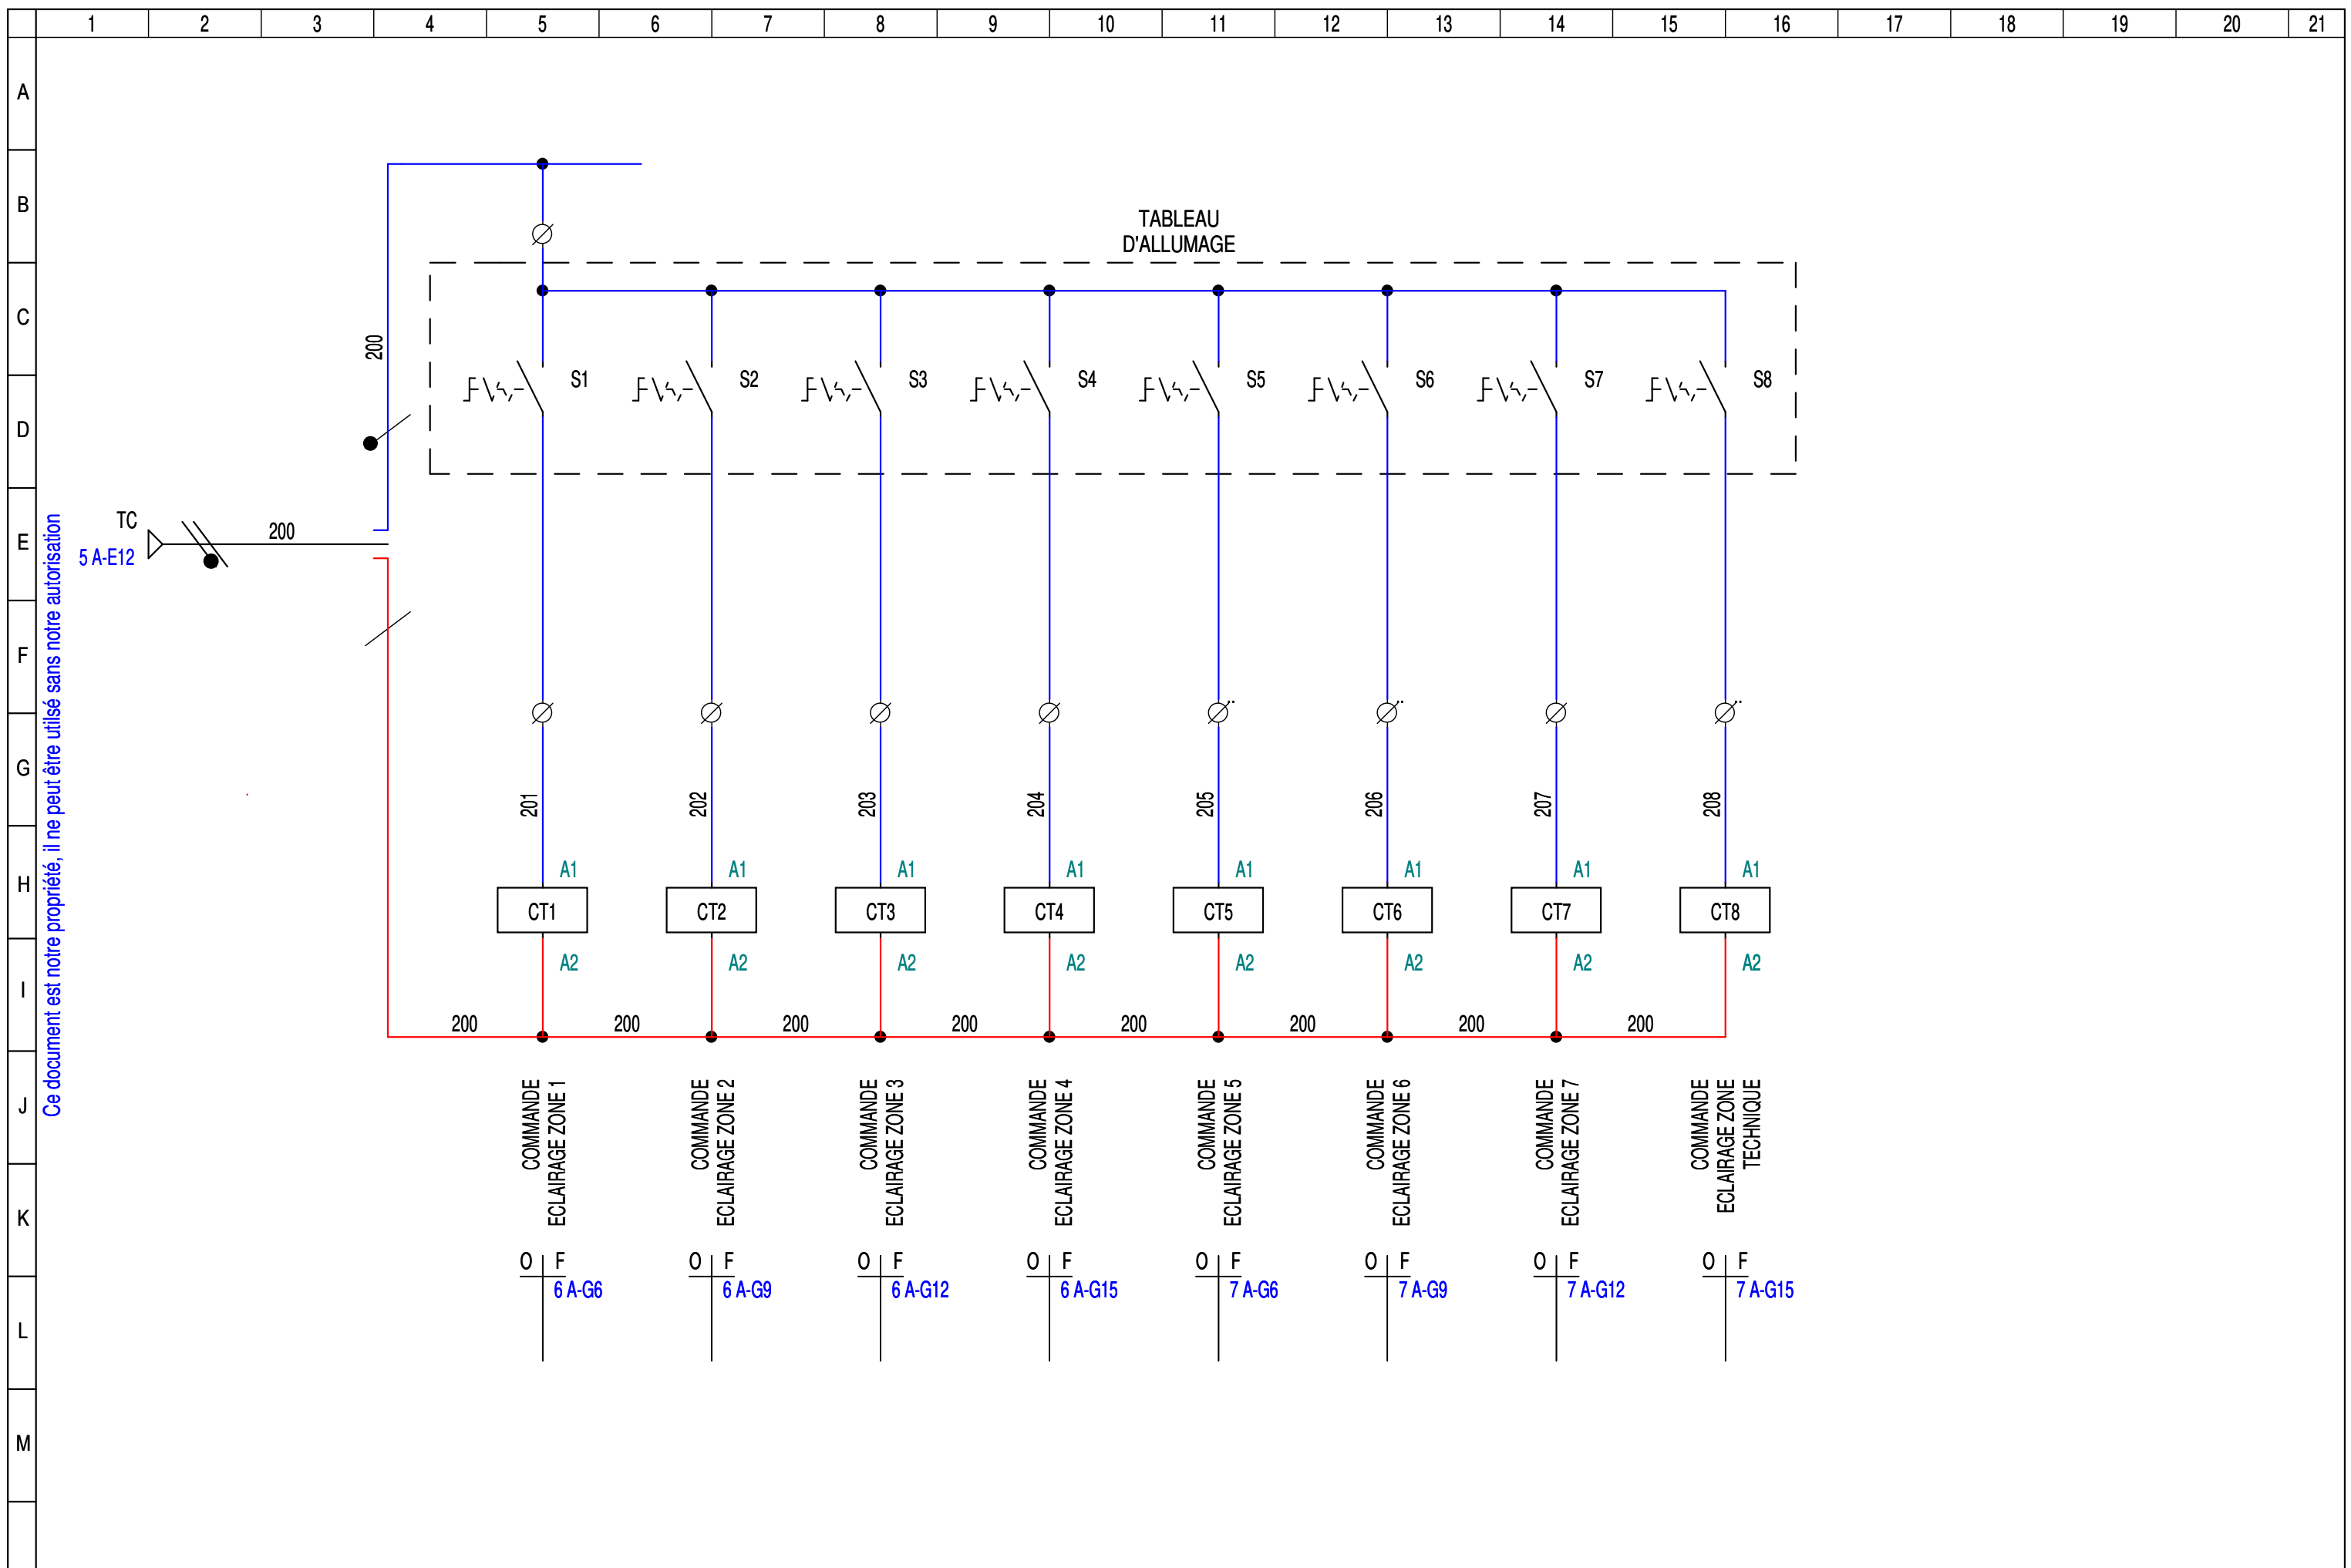 1 2 3 4 5 6 7 8 9 10 11 12 13 14 15 16 17 18 19 20 21
A
B
C
D
E
F
G
H
I
J
K
L
M
Ce document est notre propriété, il ne peut être utilsé sans notre autorisation
TABLEAU
D'ALLUMAGE
200
S1 S2 S3 S4 S5 S6 S7 S8
TC
5 A-E12
200
201 202 203 204 205 206 207 208
A1 A1 A1 A1 A1 A1 A1 A1
CT1 CT2 CT3 CT4 CT5 CT6 CT7 CT8
A2 A2 A2 A2 A2 A2 A2 A2
200 200 200 200 200 200 200 200
COMMANDE
ECLAIRAGE ZONE 1
COMMANDE
ECLAIRAGE ZONE 2
COMMANDE
ECLAIRAGE ZONE 3
COMMANDE
ECLAIRAGE ZONE 4
COMMANDE
ECLAIRAGE ZONE 5
COMMANDE
ECLAIRAGE ZONE 6
COMMANDE
ECLAIRAGE ZONE 7
COMMANDE
ECLAIRAGE ZONE
TECHNIQUE
O F O F O F O F O F O F O F O F
6 A-G6 6 A-G9 6 A-G12 6 A-G15 7 A-G6 7 A-G9 7 A-G12 7 A-G15